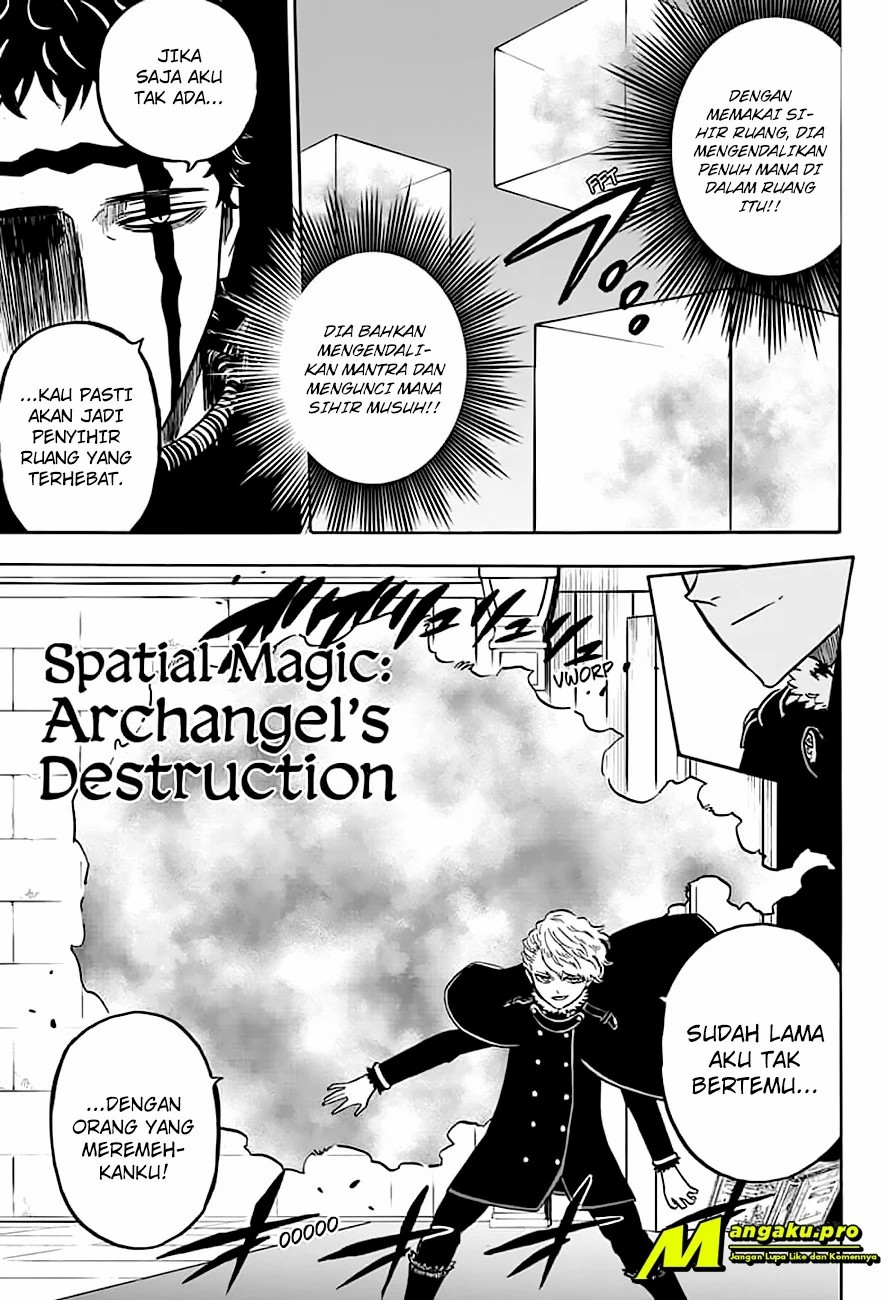 DENGAN
MEMAKAI SI-
HIR RUANG, DIA
MENGENDALIKAN
PENUH MANA DI
DALAM RUANG
ITU!!
FFT
DIA BAHKAN
MENGENDALI-
KAN MANTRA DAN
MENGUNCI MANA
SIHIR MUSUH!!
JIKA
SAJA AKU
TAK ADA...
...KAU PASTI
AKAN JADI
PENYIHIR
RUANG YANG
TERHEBAT.
VWORP
Spatial Magic:
Archangel's
Destruction
SUDAH LAMA
AKU TAK
BERTEMU...
...DENGAN
ORANG YANG
MEREMEH-
KANKU!
OOOOO
Mangaku.pro
Jangan Lupa Like dan Komennya